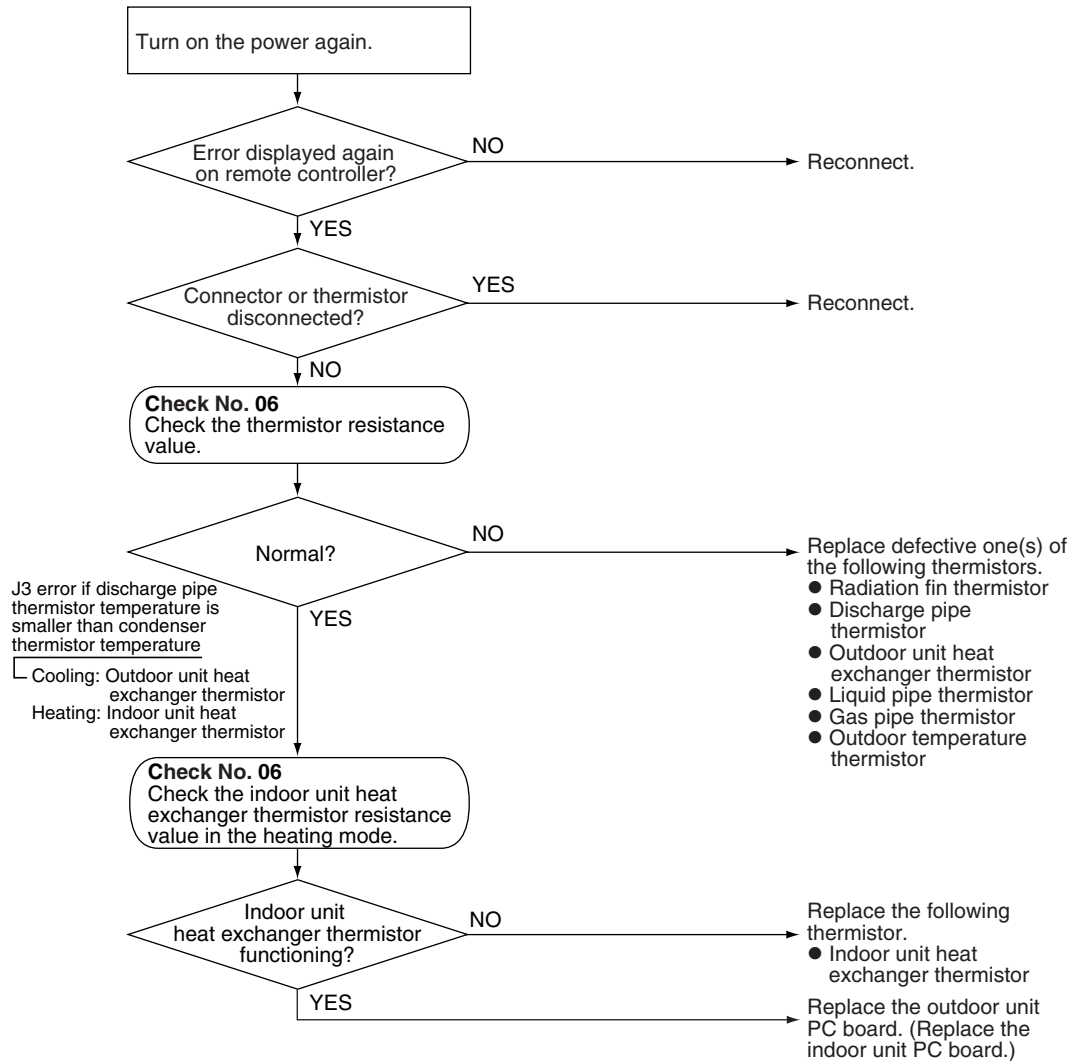 Turn on the power again.
Error displayed again
on remote controller?
NO
Reconnect.
YES
Connector or thermistor
disconnected?
YES
Reconnect.
NO
Check No. 06
Check the thermistor resistance
value.
Normal?
NO
Replace defective one(s) of
the following thermistors.
● Radiation fin thermistor
● Discharge pipe
thermistor
● Outdoor unit heat
exchanger thermistor
● Liquid pipe thermistor
● Gas pipe thermistor
● Outdoor temperature
thermistor
YES
J3 error if discharge pipe
thermistor temperature is
smaller than condenser
thermistor temperature
Cooling: Outdoor unit heat
exchanger thermistor
Heating: Indoor unit heat
exchanger thermistor
Check No. 06
Check the indoor unit heat
exchanger thermistor resistance
value in the heating mode.
Indoor unit
heat exchanger thermistor
functioning?
NO
Replace the following
thermistor.
● Indoor unit heat
exchanger thermistor
YES
Replace the outdoor unit
PC board. (Replace the
indoor unit PC board.)